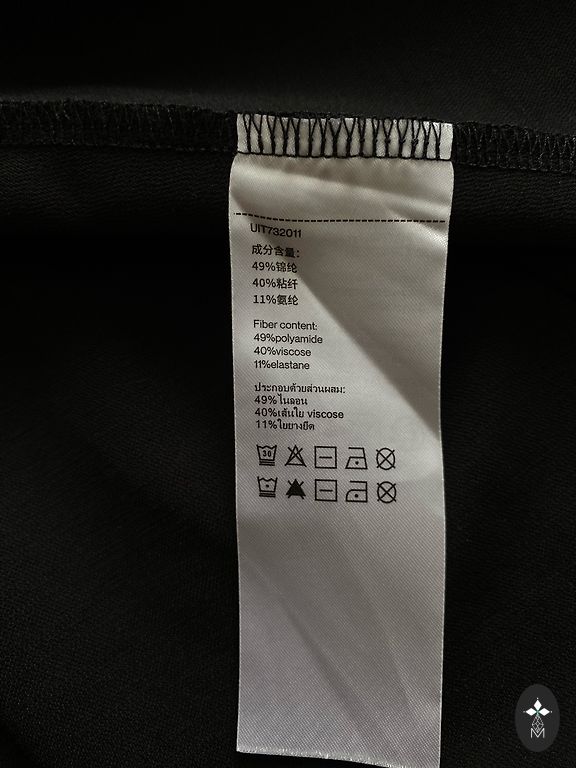 UIT732011
成分含量：
49%锦纶
40%粘纤
11%氨纶
Fiber content:
49%polyamide
40%viscose
11%elastane
ประกอบด้วยส่วนผสม:
49%ไนลอน
40%เส้นใย viscose
11%ใยยางยืด
30
M